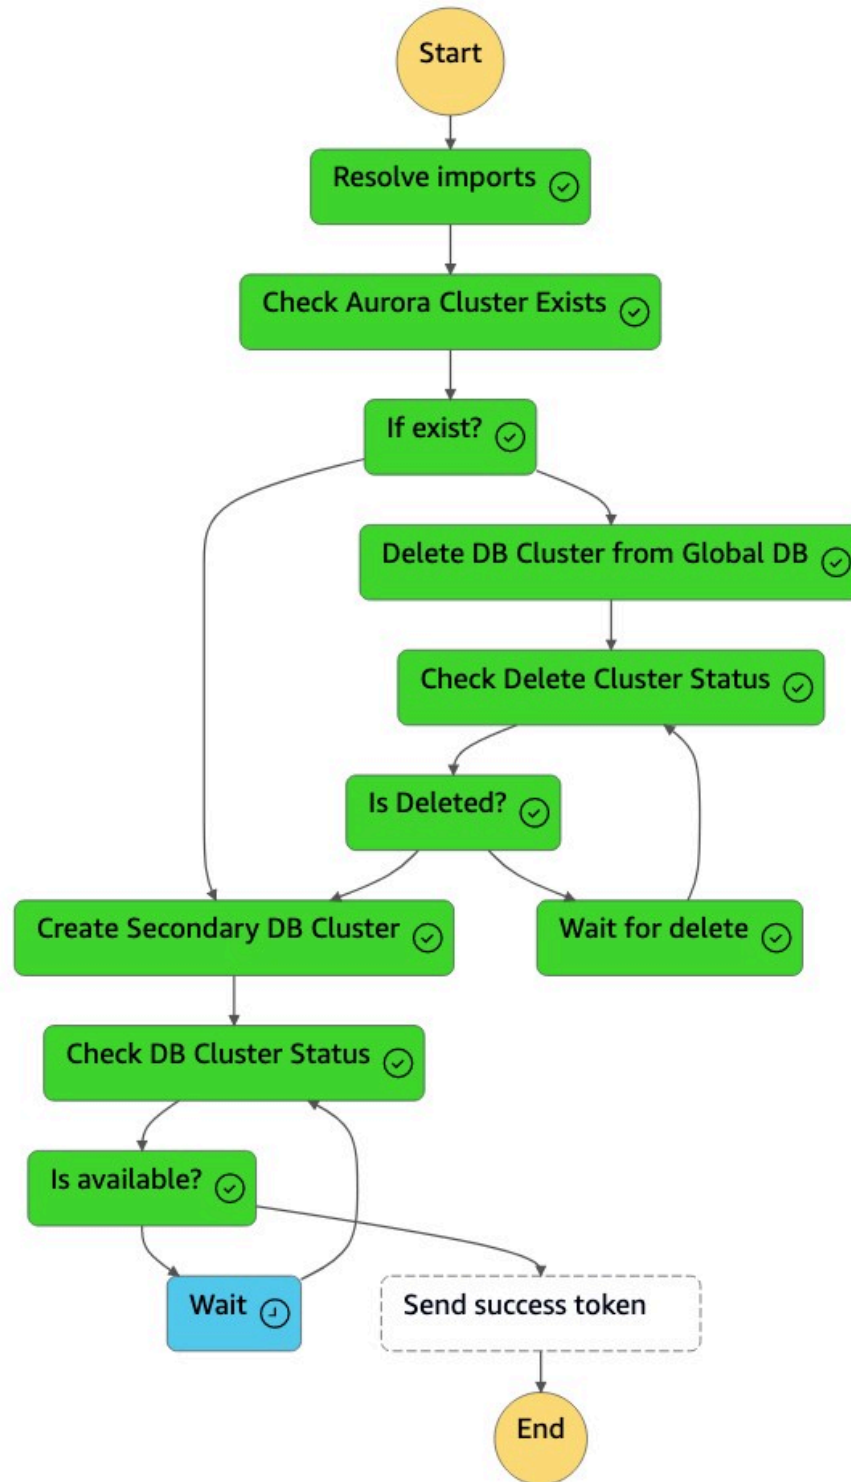 Start
Resolve imports
Check Aurora Cluster Exists
If exist?
Delete DB Cluster from Global DB
Check Delete Cluster Status
Is Deleted?
Create Secondary DB Cluster
Wait for delete
Check DB Cluster Status
Is available?
Wait
Send success token
End